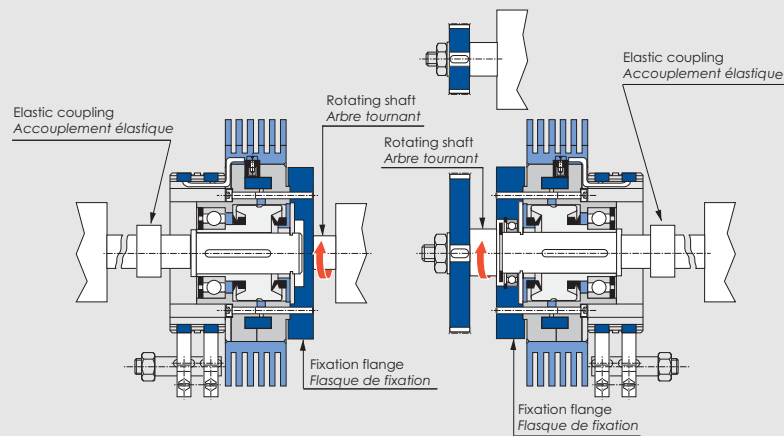 Elastic coupling
Accouplement élastique
Rotating shaft
Arbre tournant
Fixation flange
Flasque de fixation
Rotating shaft
Arbre tournant
Elastic coupling
Accouplement élastique
Fixation flange
Flasque de fixation